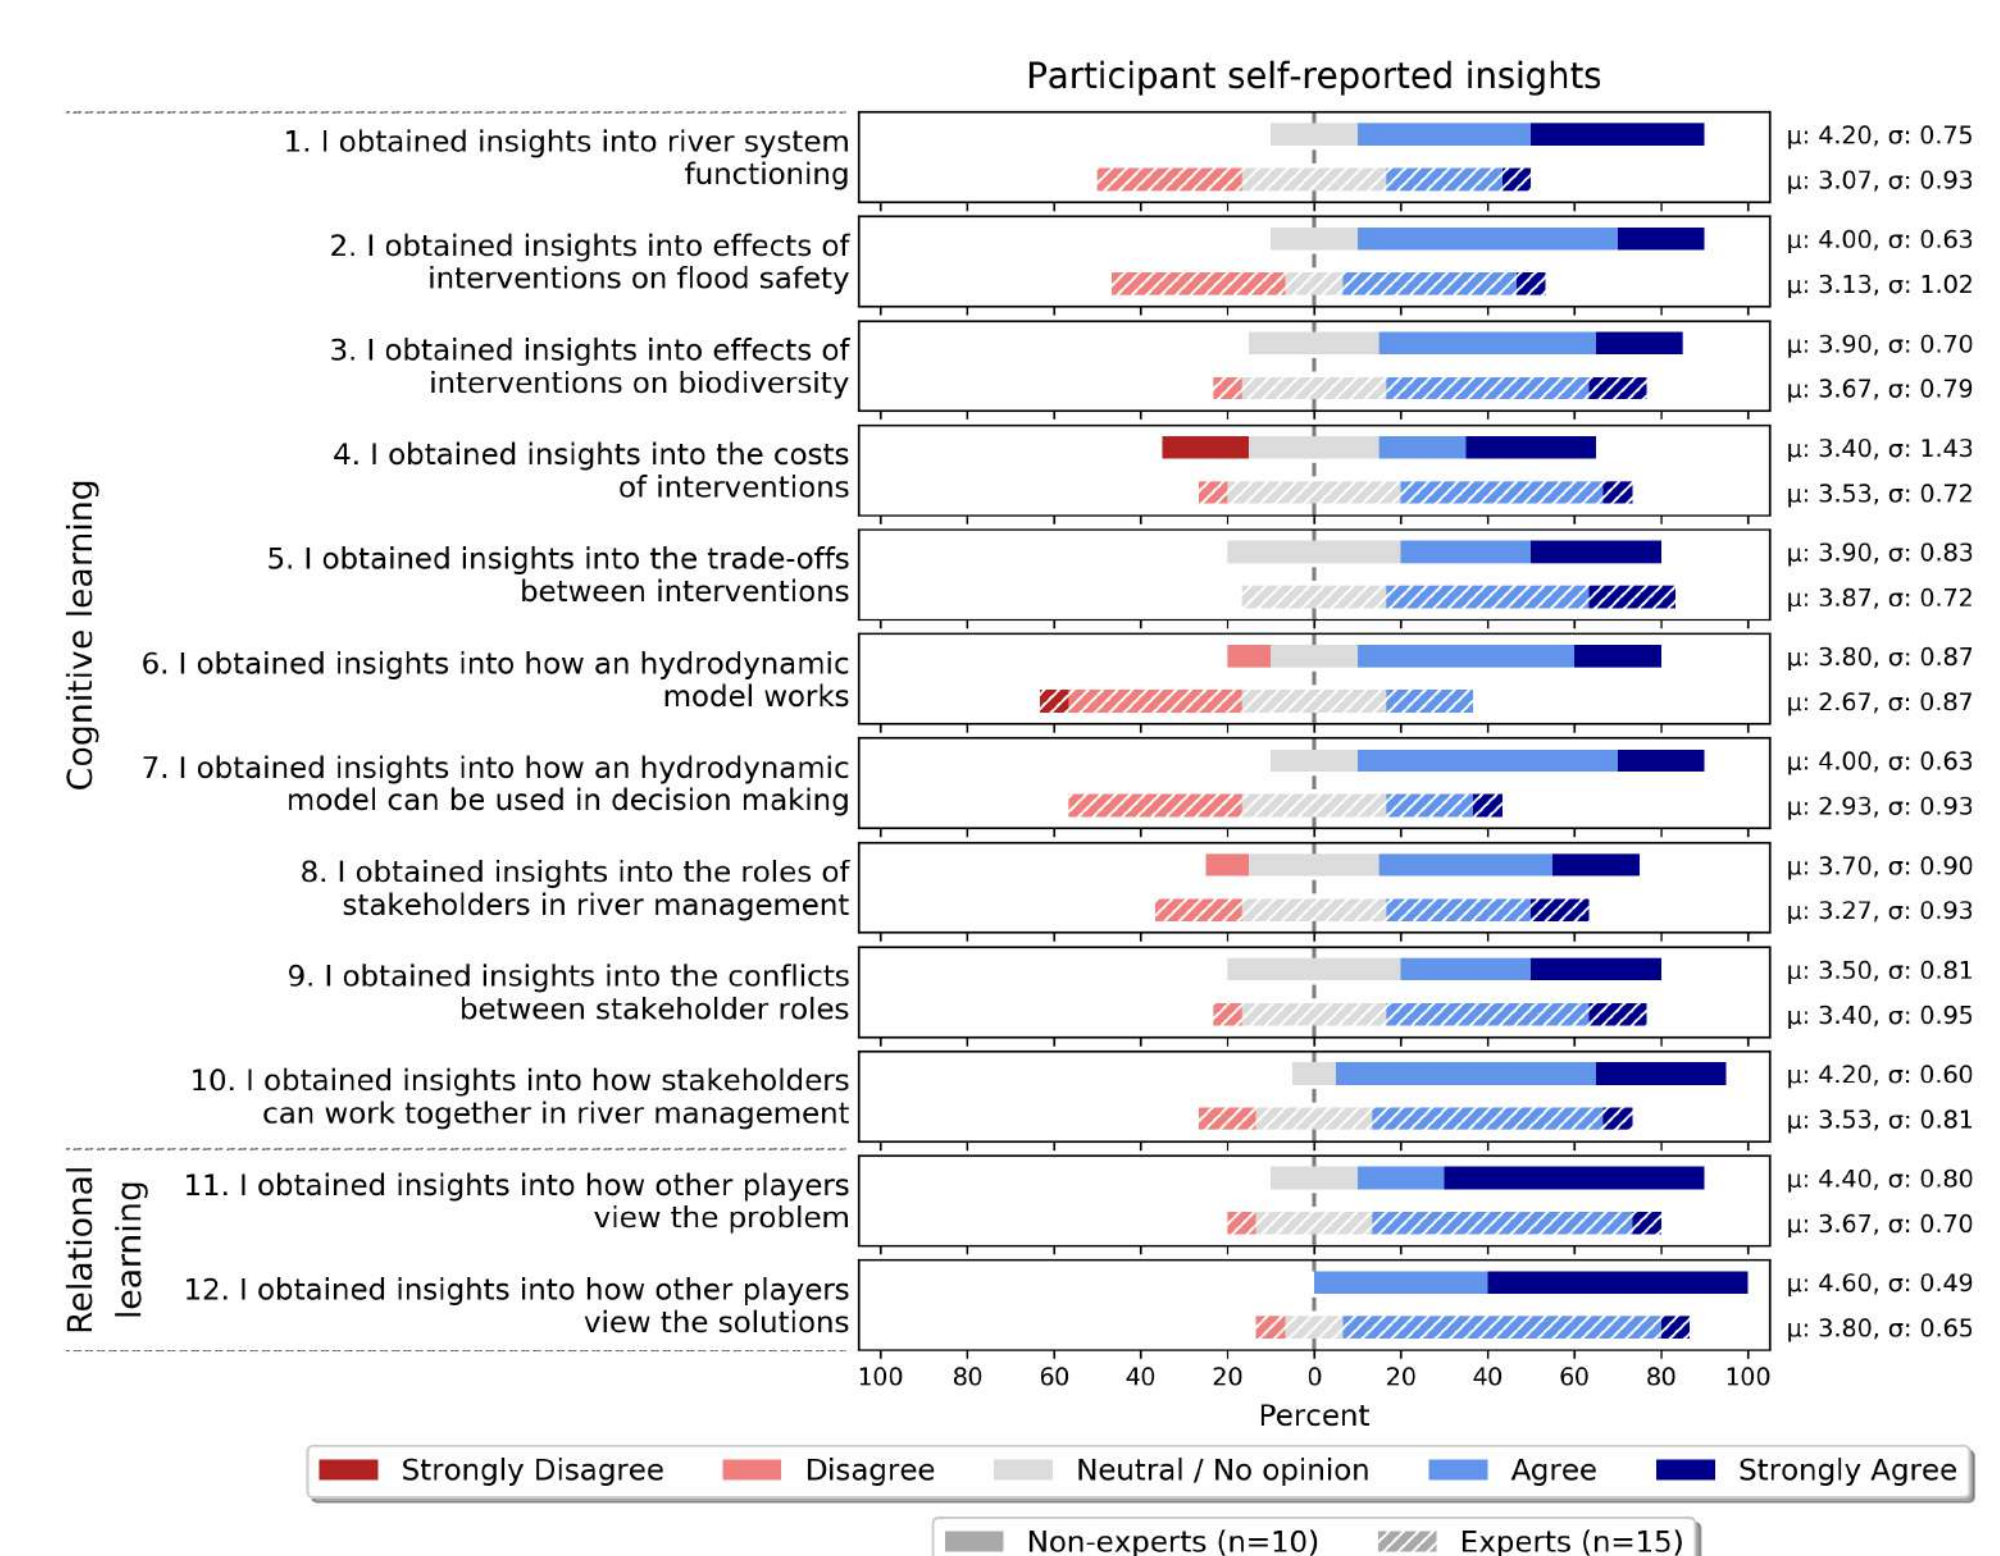 Participant self-reported insights
Cognitive learning
1. I obtained insights into river system
functioning
μ: 4.20, σ: 0.75
μ: 3.07, σ: 0.93
2. I obtained insights into effects of
interventions on flood safety
μ: 4.00, σ: 0.63
μ: 3.13, σ: 1.02
3. I obtained insights into effects of
interventions on biodiversity
μ: 3.90, σ: 0.70
μ: 3.67, σ: 0.79
4. I obtained insights into the costs
of interventions
μ: 3.40, σ: 1.43
μ: 3.53, σ: 0.72
5. I obtained insights into the trade-offs
between interventions
μ: 3.90, σ: 0.83
μ: 3.87, σ: 0.72
6. I obtained insights into how an hydrodynamic
model works
μ: 3.80, σ: 0.87
μ: 2.67, σ: 0.87
7. I obtained insights into how an hydrodynamic
model can be used in decision making
μ: 4.00, σ: 0.63
μ: 2.93, σ: 0.93
8. I obtained insights into the roles of
stakeholders in river management
μ: 3.70, σ: 0.90
μ: 3.27, σ: 0.93
9. I obtained insights into the conflicts
between stakeholder roles
μ: 3.50, σ: 0.81
μ: 3.40, σ: 0.95
10. I obtained insights into how stakeholders
can work together in river management
μ: 4.20, σ: 0.60
μ: 3.53, σ: 0.81
Relational
learning
11. I obtained insights into how other players
view the problem
μ: 4.40, σ: 0.80
μ: 3.67, σ: 0.70
12. I obtained insights into how other players
view the solutions
μ: 4.60, σ: 0.49
μ: 3.80, σ: 0.65
100 80 60 40 20 0 20 40 60 80 100
Percent
Strongly Disagree Disagree Neutral / No opinion Agree Strongly Agree
Non-experts (n=10) Experts (n=15)